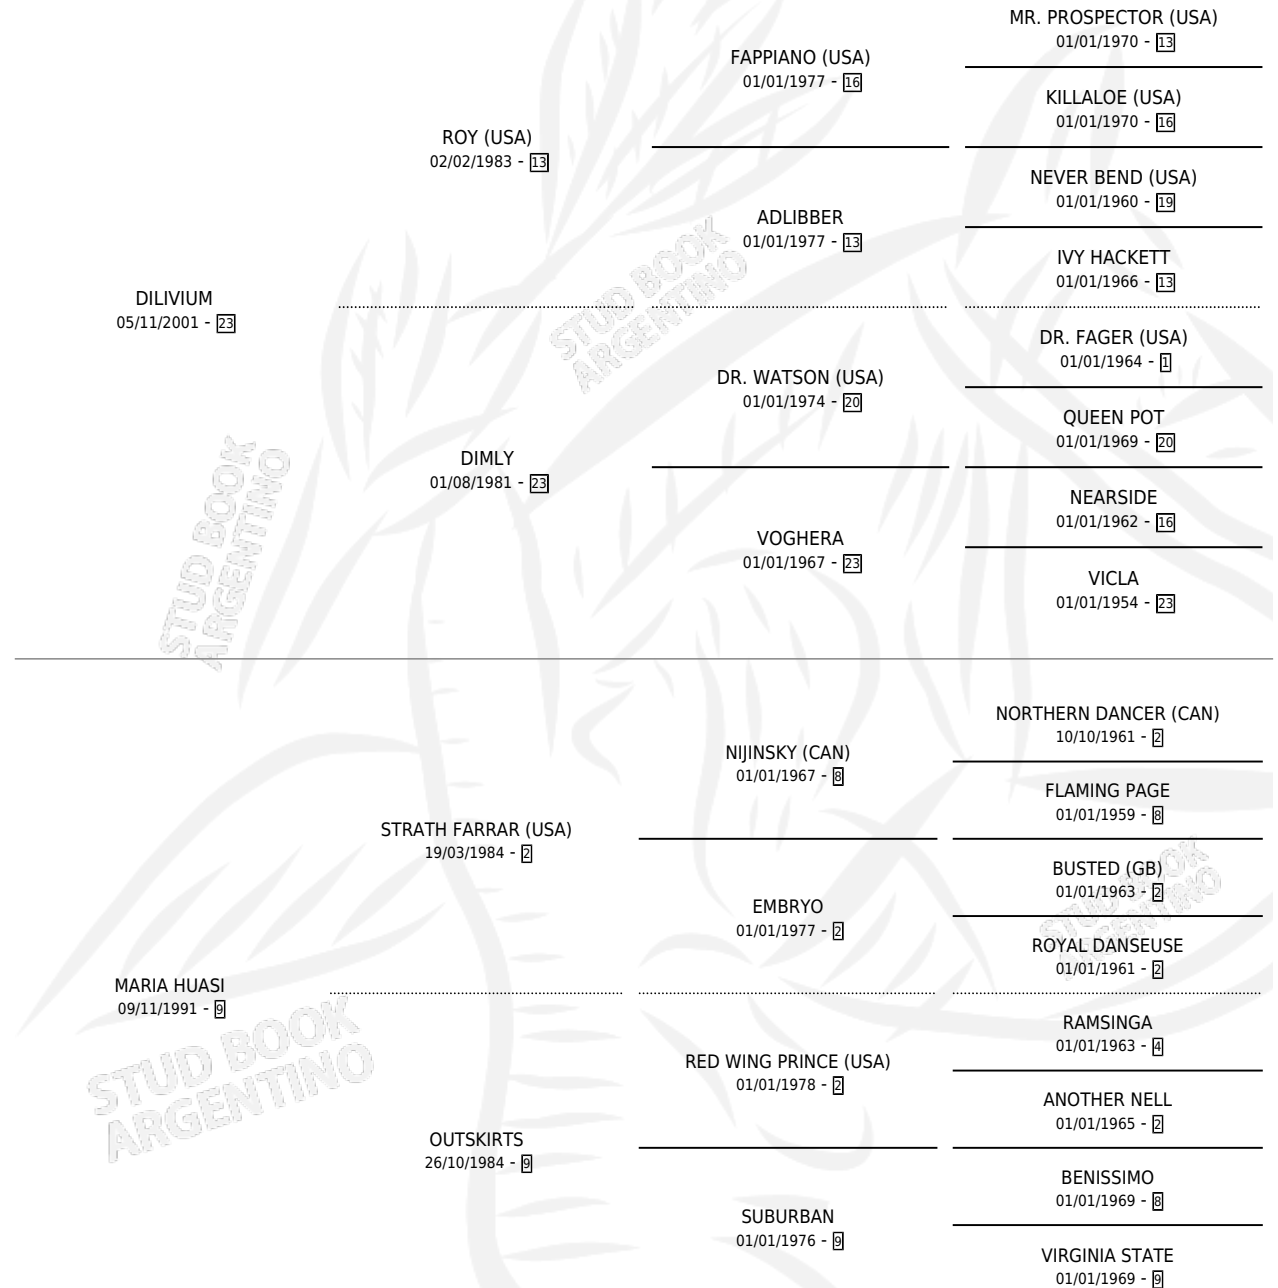 MR. PROSPECTOR (USA)
01/01/1970 - 13
FAPPIANO (USA)
01/01/1977 - 16
KILLALOE (USA)
01/01/1970 - 16
ROY (USA)
02/02/1983 - 13
NEVER BEND (USA)
01/01/1960 - 19
ADLIBBER
01/01/1977 - 13
IVY HACKETT
01/01/1966 - 13
DILIVIUM
05/11/2001 - 23
STUD BOOK
ARGENTINO
DR. FAGER (USA)
01/01/1964 - 1
DR. WATSON (USA)
01/01/1974 - 20
QUEEN POT
01/01/1969 - 20
DIMLY
01/08/1981 - 23
NEARSIDE
01/01/1962 - 16
VOGHERA
01/01/1967 - 23
VICLA
01/01/1954 - 23
STUD BOOK
ARGENTINO
NORTHERN DANCER (CAN)
10/10/1961 - 2
NIJINSKY (CAN)
01/01/1967 - 8
FLAMING PAGE
01/01/1959 - 8
STRATH FARRAR (USA)
19/03/1984 - 2
BUSTED (GB)
01/01/1963 - 2
EMBRYO
01/01/1977 - 2
ROYAL DANSEUSE
01/01/1961 - 2
STUD BOOK
ARGENTINO
MARIA HUASI
09/11/1991 - 9
STUD BOOK
ARGENTINO
RAMSINGA
01/01/1963 - 4
RED WING PRINCE (USA)
01/01/1978 - 2
ANOTHER NELL
01/01/1965 - 2
OUTSKIRTS
26/10/1984 - 9
BENISSIMO
01/01/1969 - 8
SUBURBAN
01/01/1976 - 9
VIRGINIA STATE
01/01/1969 - 9